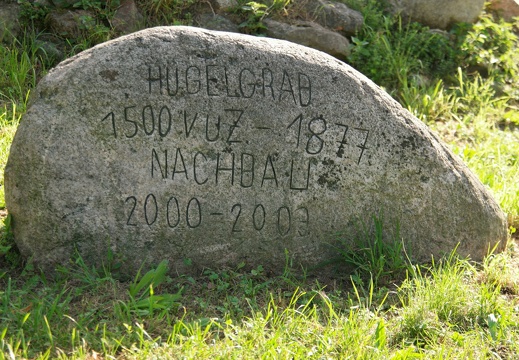 HÜGELGRAB
1500 v u Z - 1877
NACHBAU
2000 - 2003